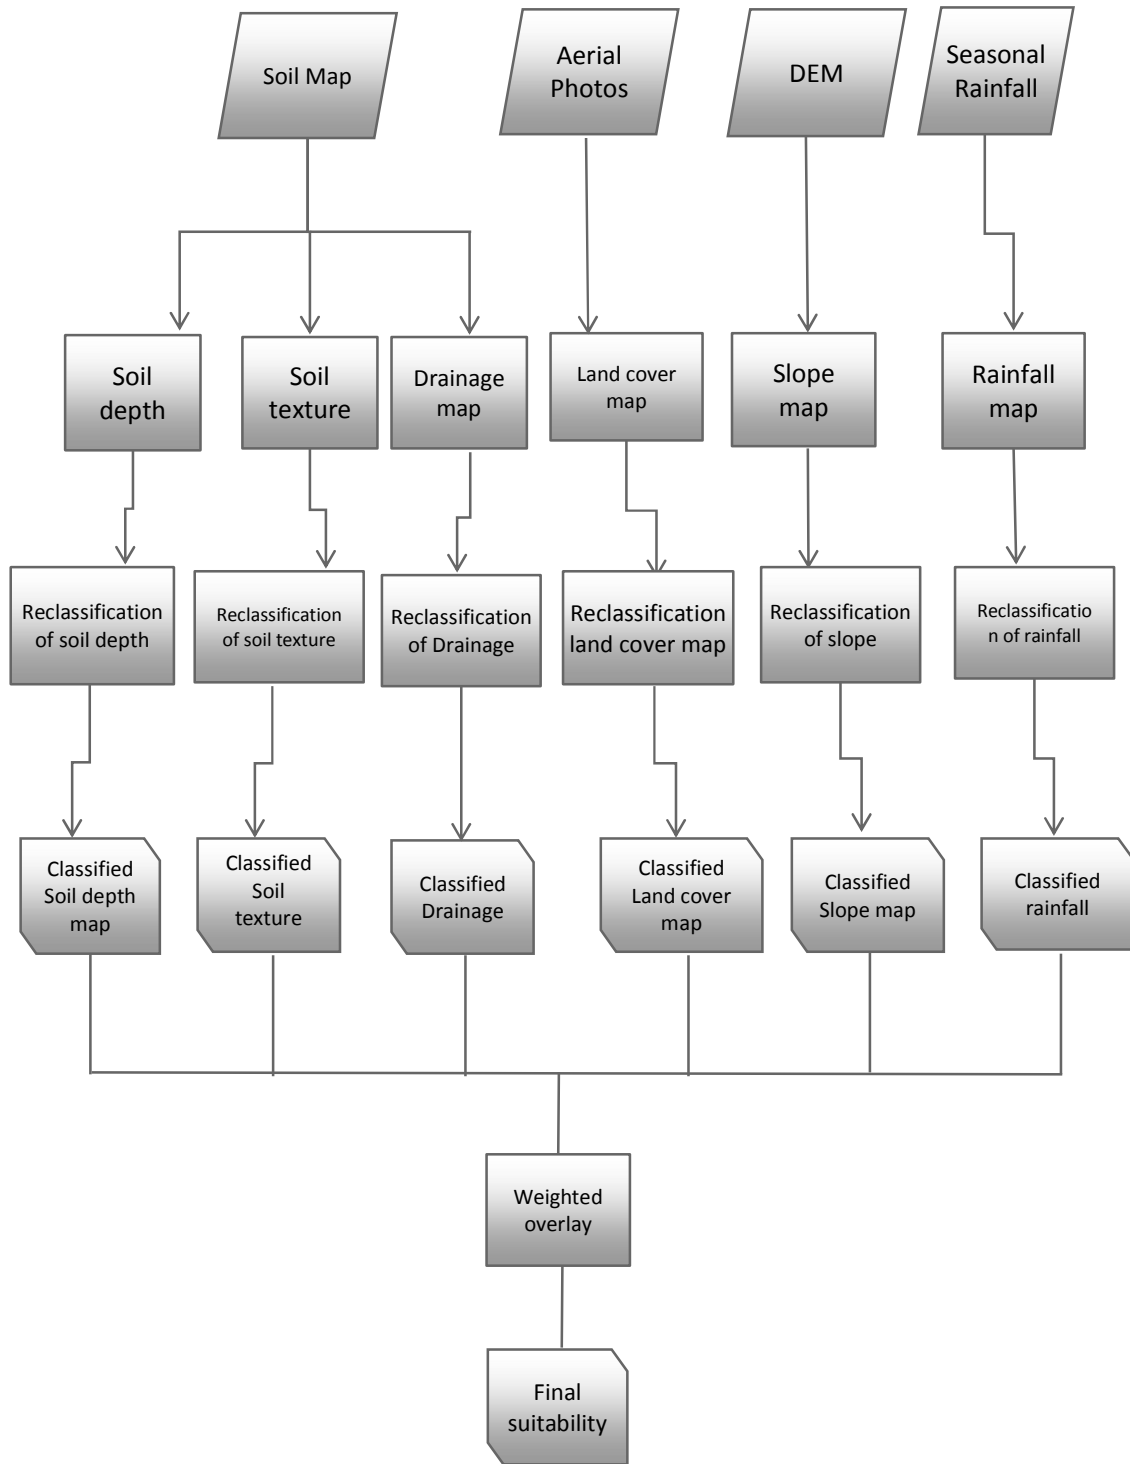 Soil Map
Aerial
Photos
DEM
Seasonal
Rainfall
Soil
depth
Soil
texture
Drainage
map
Land cover
map
Slope
map
Rainfall
map
Reclassification
of soil depth
Reclassification
of soil texture
Reclassification
of Drainage
Reclassification
land cover map
Reclassification
of slope
Reclassificatio
n of rainfall
Classified
Soil depth
map
Classified
Soil
texture
Classified
Drainage
Classified
Land cover
map
Classified
Slope map
Classified
rainfall
Weighted
overlay
Final
suitability